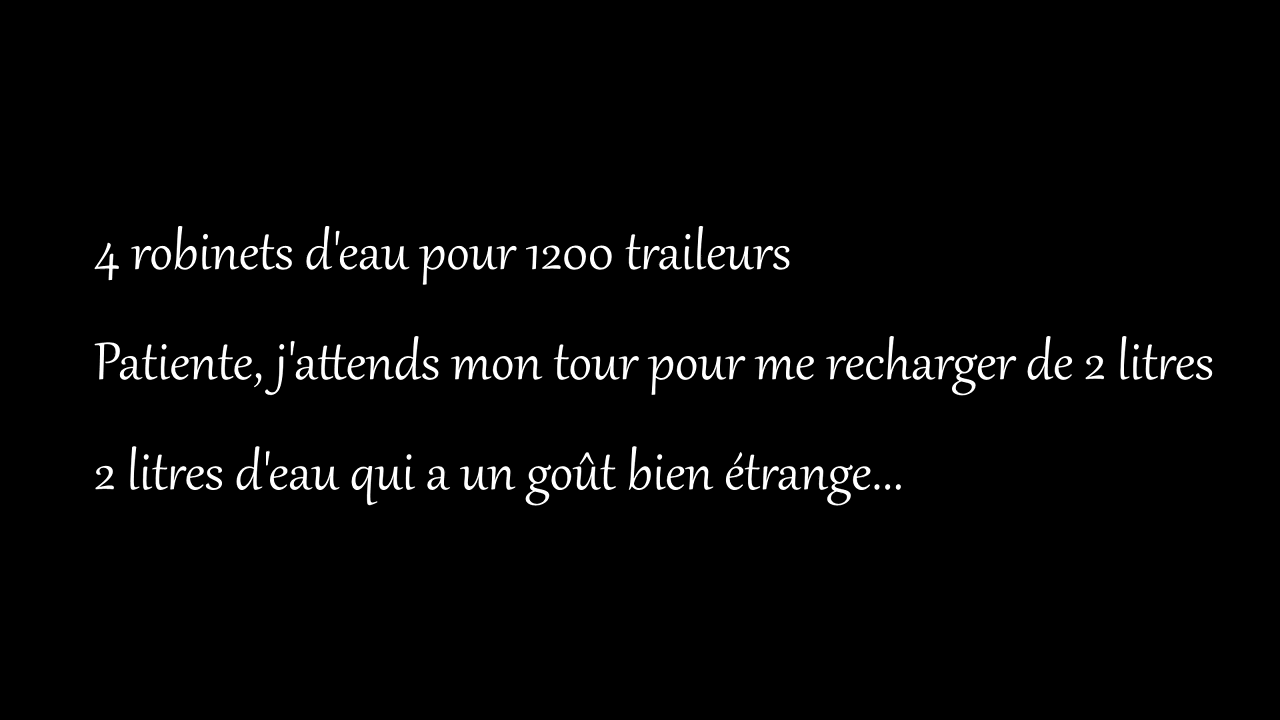 4 robinets d'eau pour 1200 traileurs
Patiente, j'attends mon tour pour me recharger de 2 litres
2 litres d'eau qui a un goût bien étrange...